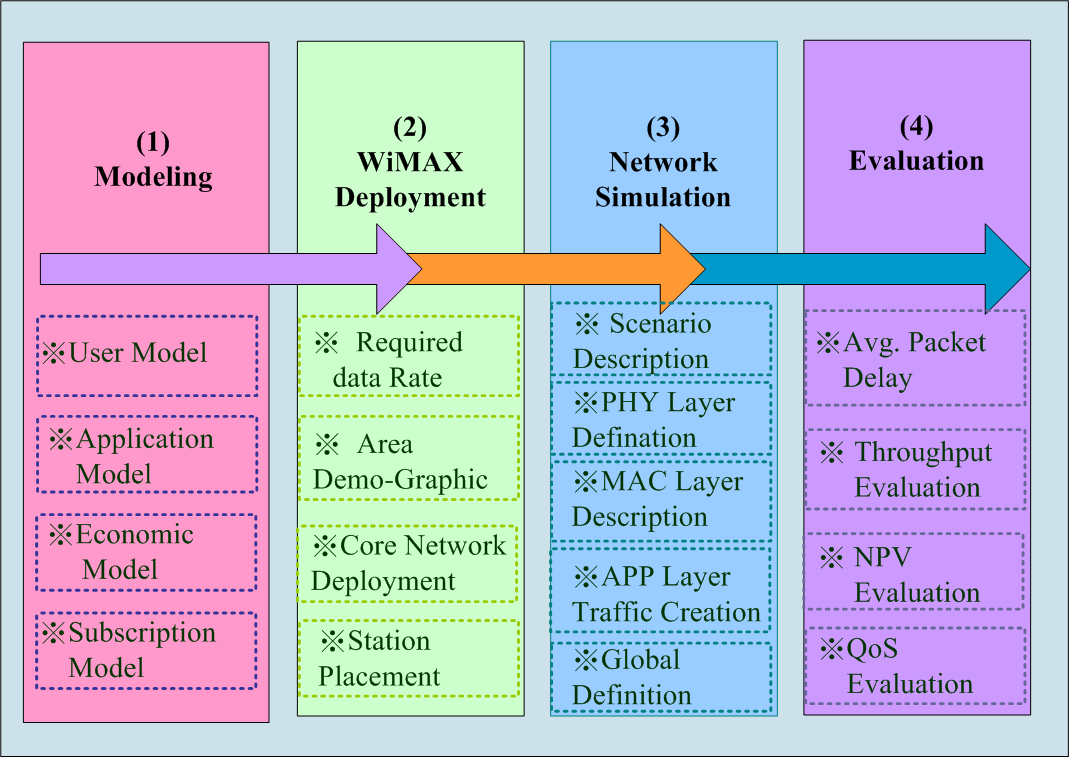 (1)
Modeling
※User Model
※Application
Model
※Economic
Model
※Subscription
Model
(2)
WiMAX
Deployment
※ Required
data Rate
※ Area
Demo-Graphic
※Core Network
Deployment
※Station
Placement
(3)
Network
Simulation
※ Scenario
Description
※PHY Layer
Defination
※MAC Layer
Description
※APP Layer
Traffic Creation
※Global
Definition
(4)
Evaluation
※Avg. Packet
Delay
※ Throughput
Evaluation
※ NPV
Evaluation
※QoS
Evaluation